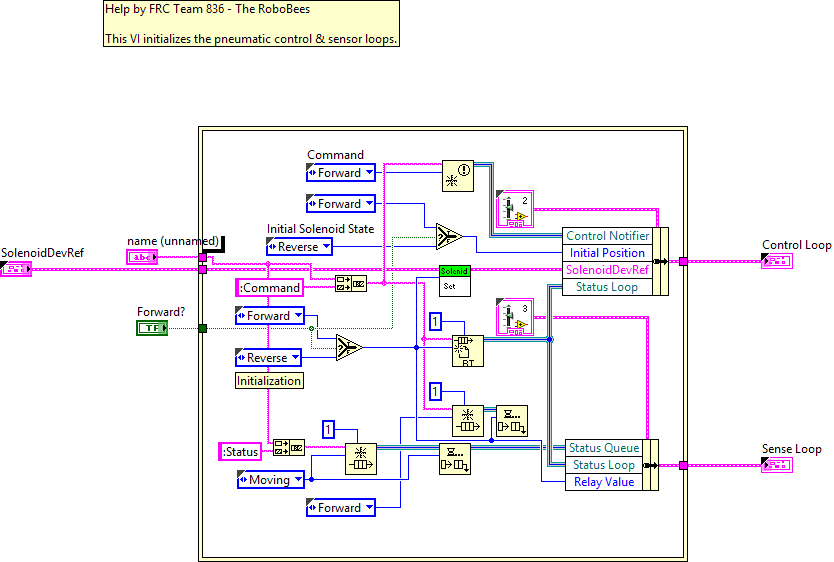 Help by FRC Team 836 - The RoboBees
This VI initializes the pneumatic control & sensor loops.
Command
Forward
Forward
2
name (unnamed)
Initial Solenoid State
Control Notifier
SolenoidDevRef
abc
Reverse
Initial Position
Control Loop
Solenid
SolenoidDevRef
:Command
Set
Status Loop
Forward?
Forward
1
3
TF
Reverse
RT
Initialization
1
:Status
1
Status Queue
Sense Loop
Status Loop
Moving
Relay Value
Forward